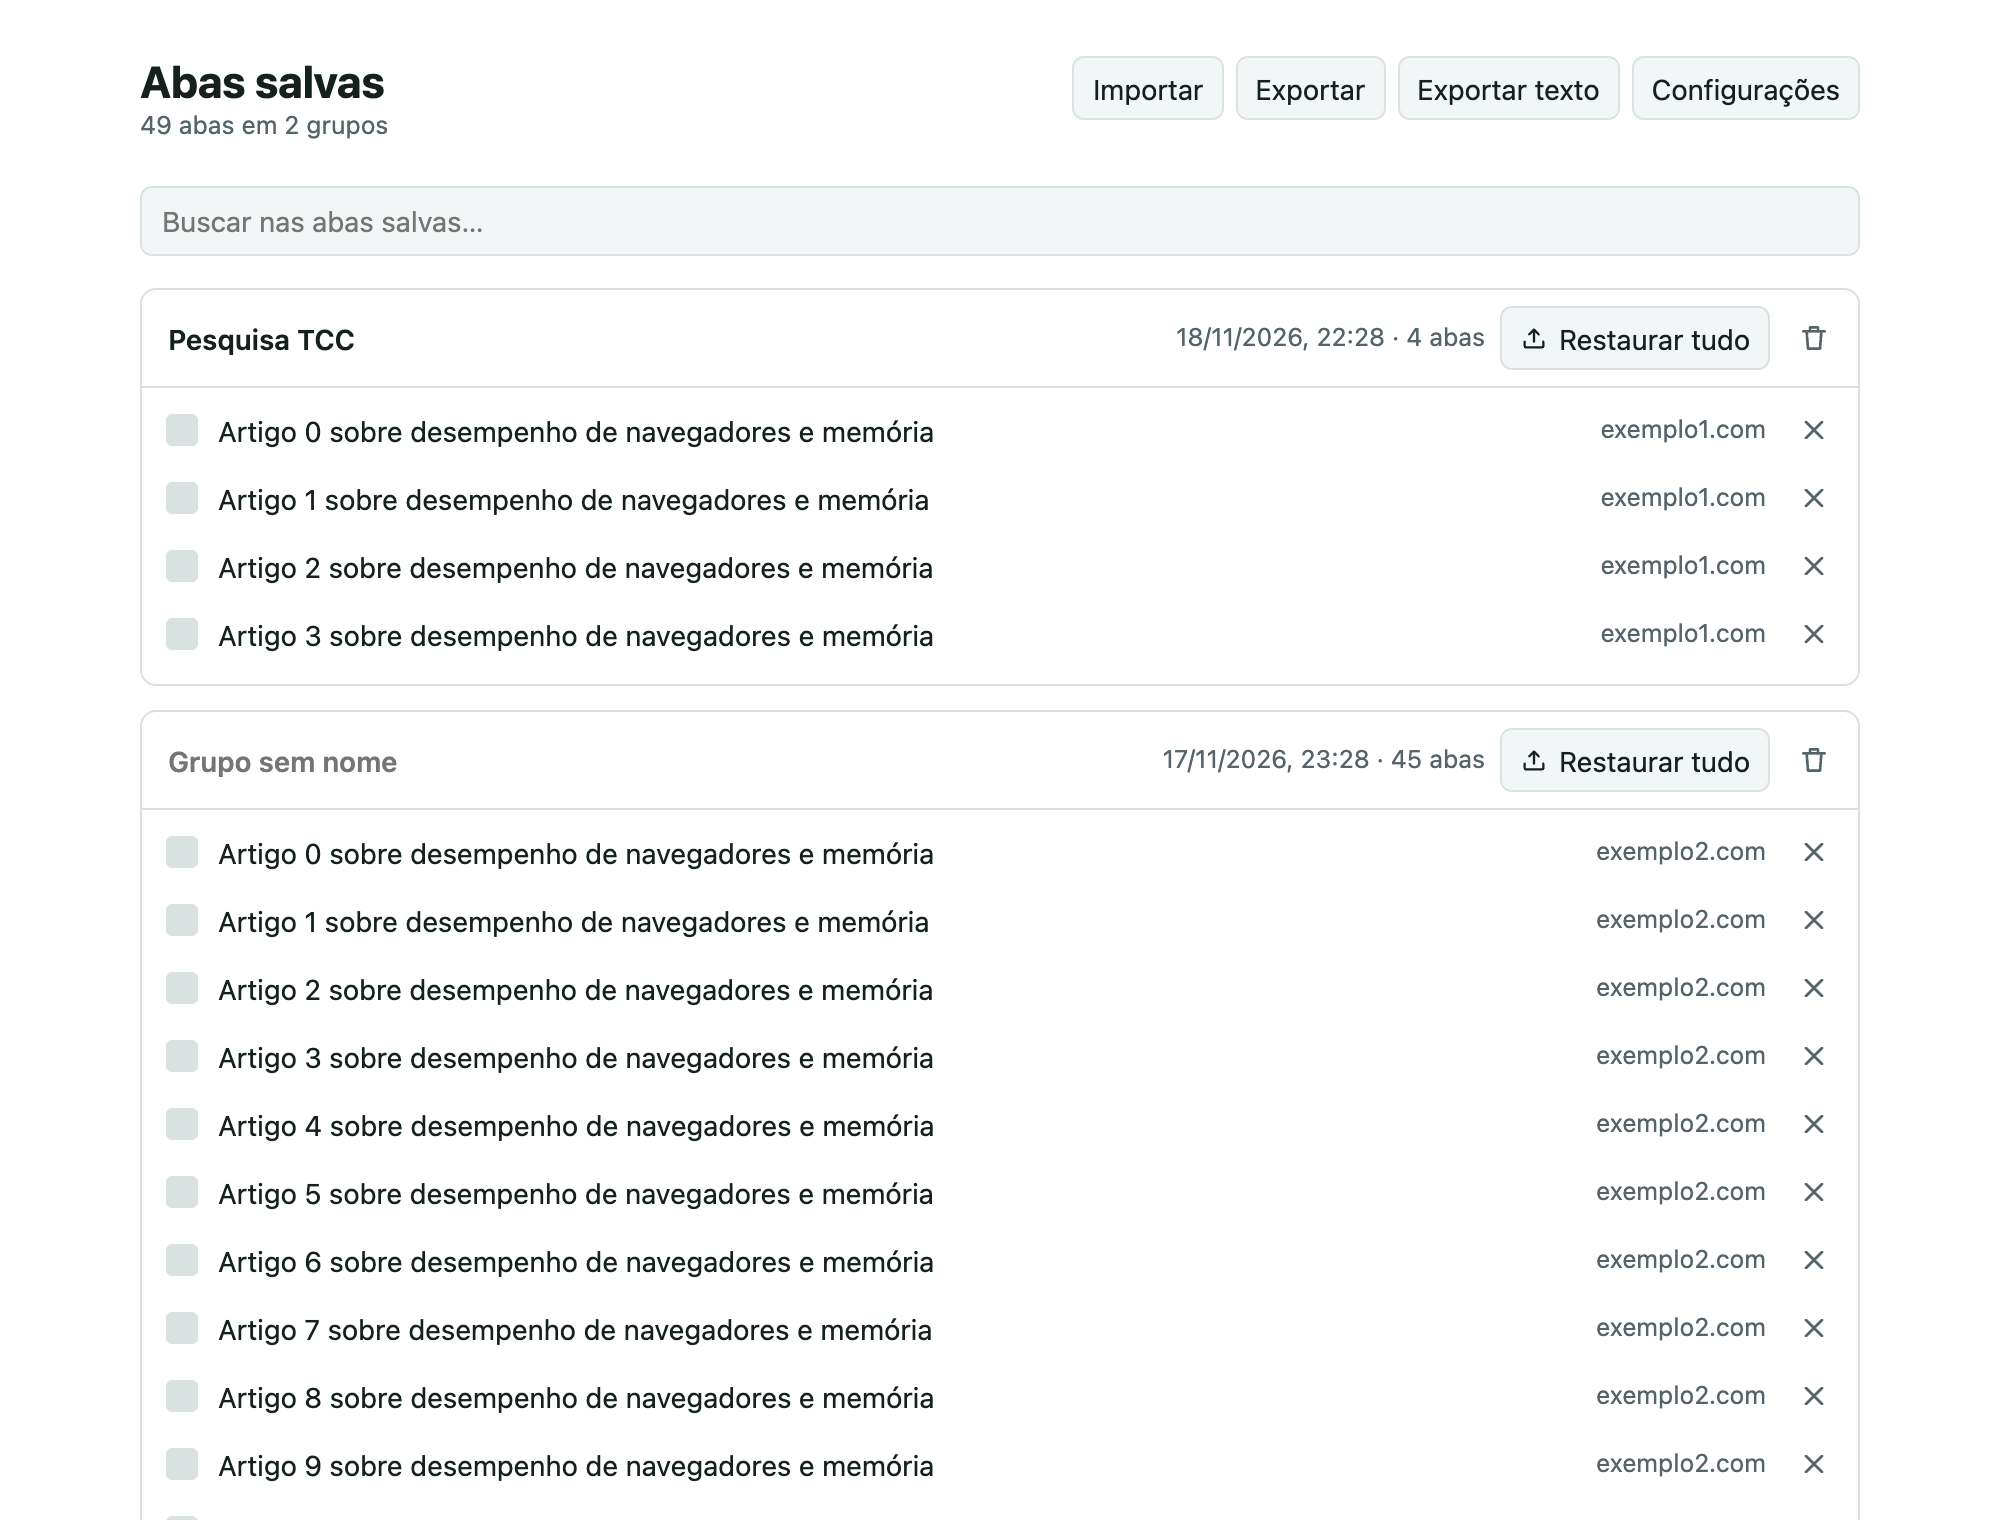 Abas salvas
49 abas em 2 grupos
Importar
Exportar
Exportar texto
Configurações
Buscar nas abas salvas...
Pesquisa TCC
18/11/2026, 22:28 · 4 abas
Restaurar tudo
Artigo 0 sobre desempenho de navegadores e memória
exemplo1.com
Artigo 1 sobre desempenho de navegadores e memória
exemplo1.com
Artigo 2 sobre desempenho de navegadores e memória
exemplo1.com
Artigo 3 sobre desempenho de navegadores e memória
exemplo1.com
Grupo sem nome
17/11/2026, 23:28 · 45 abas
Restaurar tudo
Artigo 0 sobre desempenho de navegadores e memória
exemplo2.com
Artigo 1 sobre desempenho de navegadores e memória
exemplo2.com
Artigo 2 sobre desempenho de navegadores e memória
exemplo2.com
Artigo 3 sobre desempenho de navegadores e memória
exemplo2.com
Artigo 4 sobre desempenho de navegadores e memória
exemplo2.com
Artigo 5 sobre desempenho de navegadores e memória
exemplo2.com
Artigo 6 sobre desempenho de navegadores e memória
exemplo2.com
Artigo 7 sobre desempenho de navegadores e memória
exemplo2.com
Artigo 8 sobre desempenho de navegadores e memória
exemplo2.com
Artigo 9 sobre desempenho de navegadores e memória
exemplo2.com